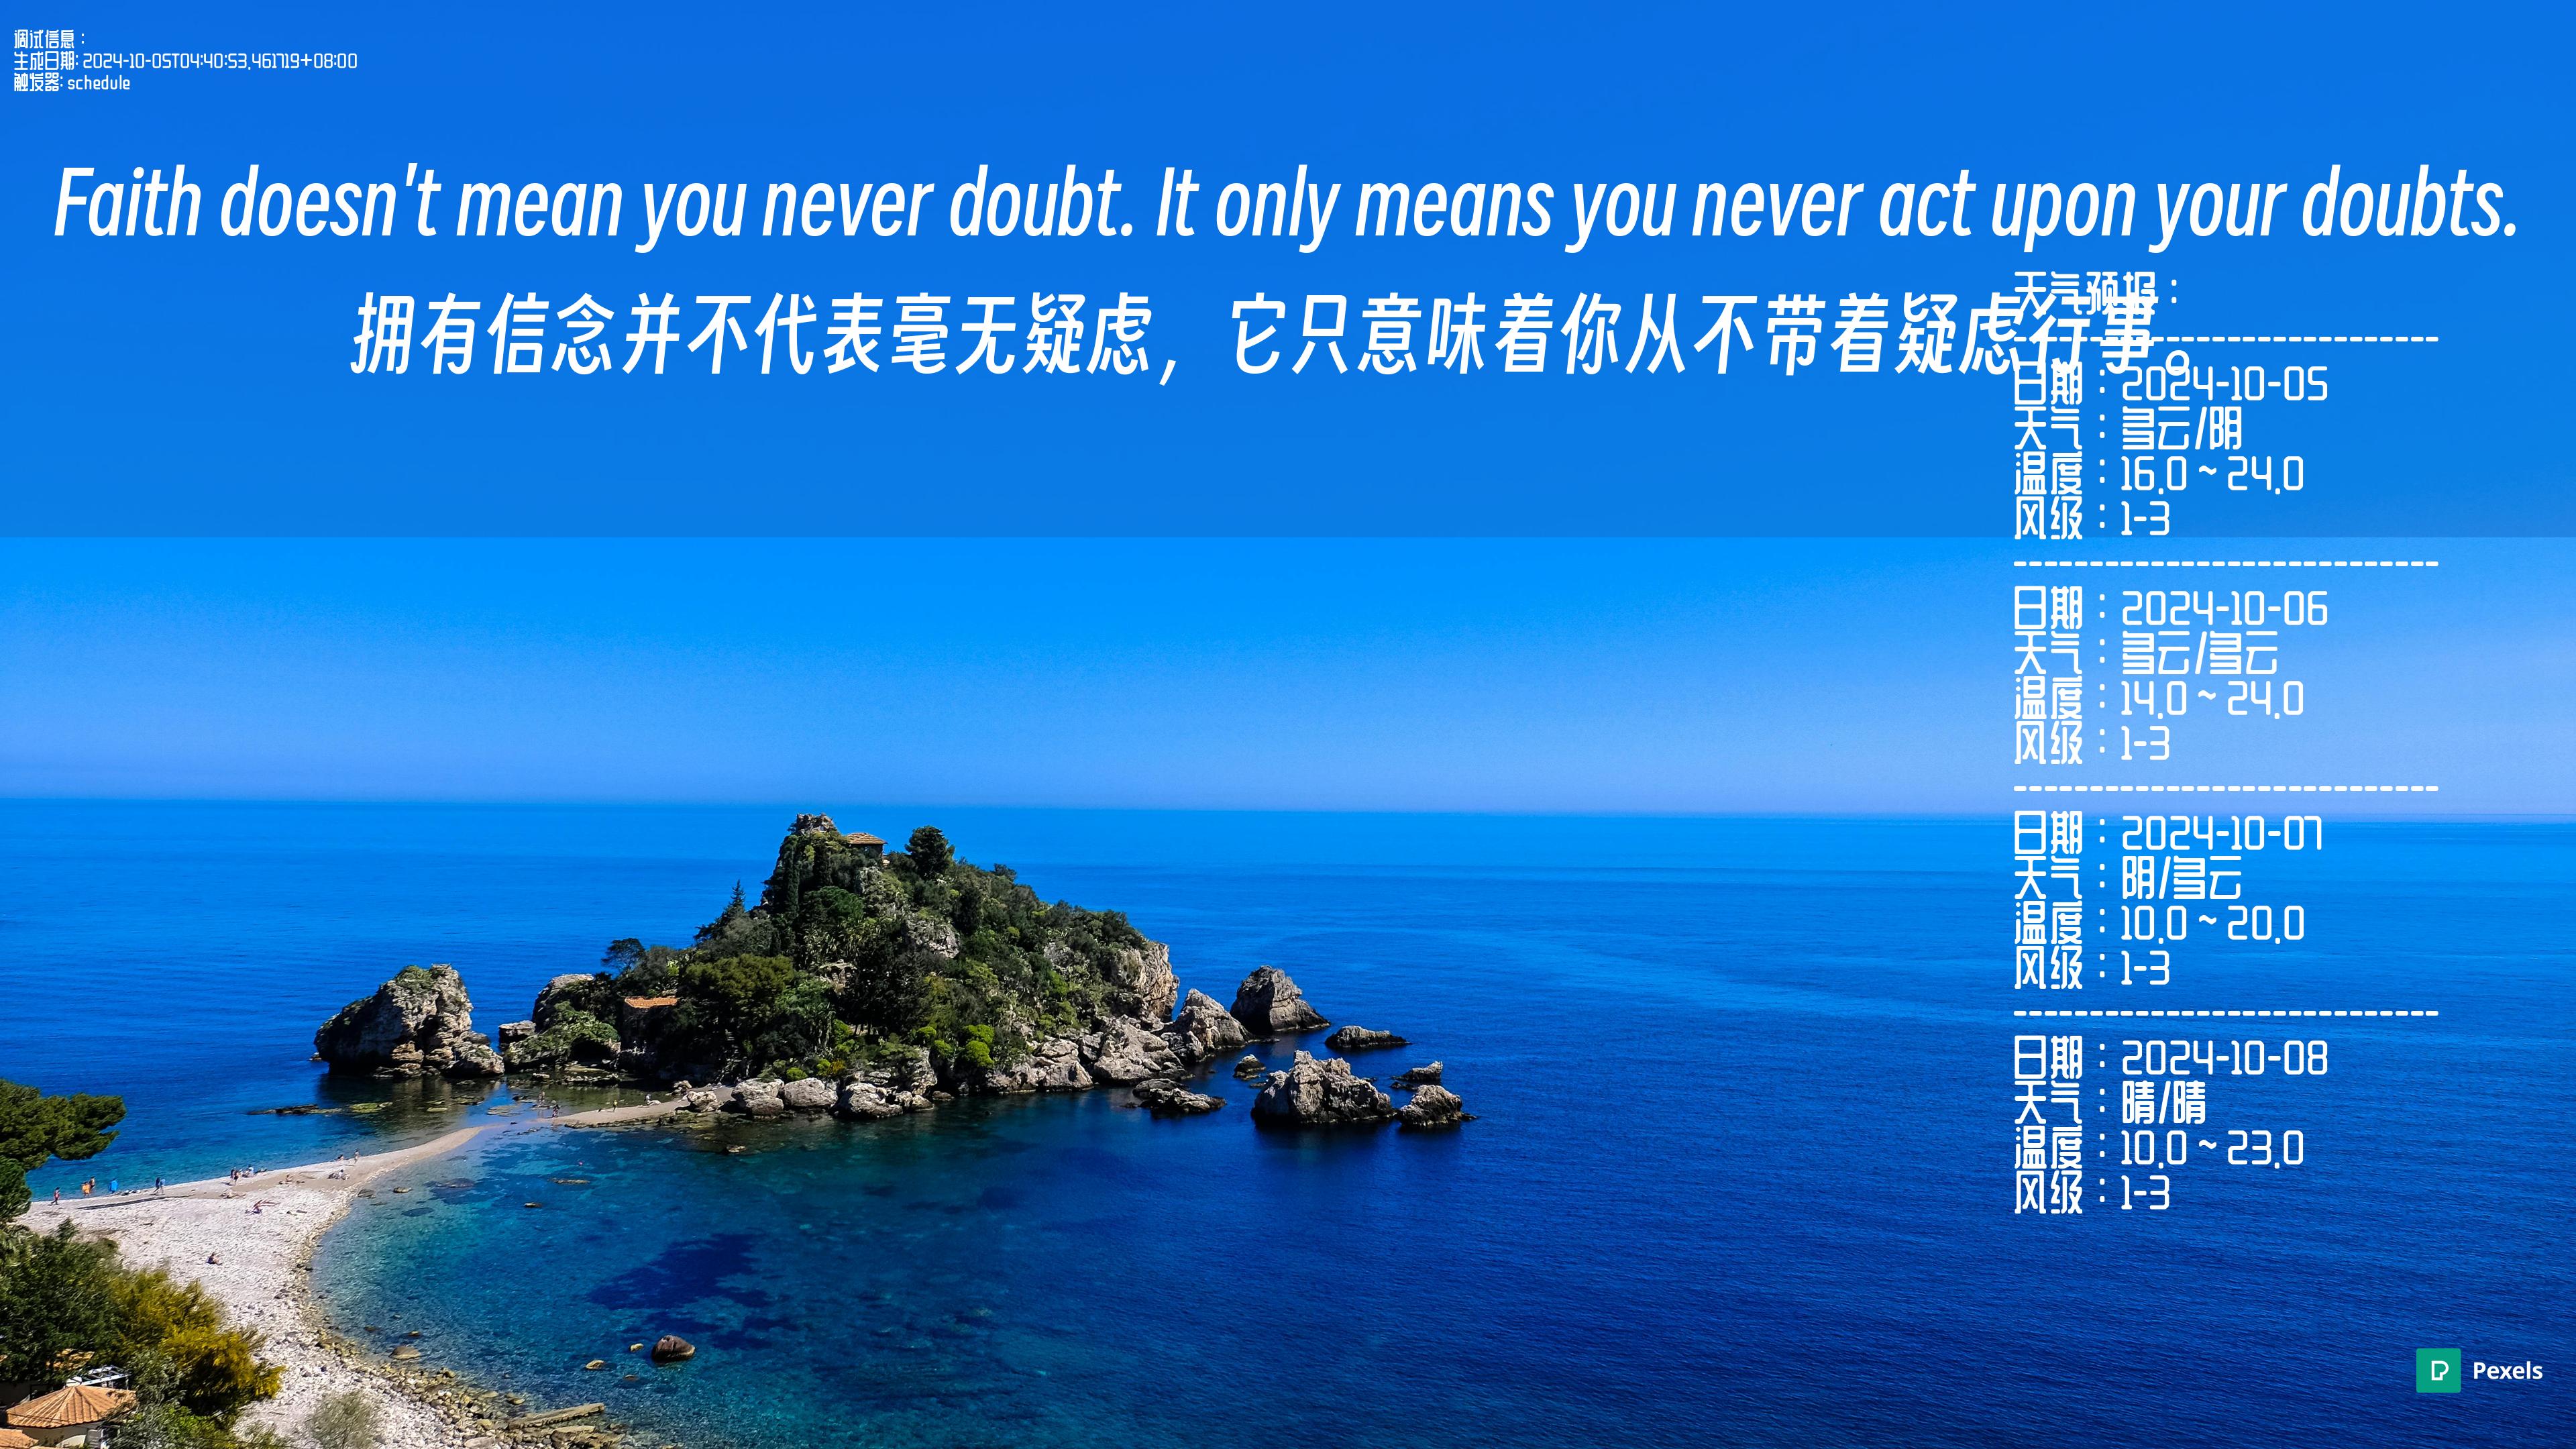 调试信息：
生成日期: 2024-10-05T04:40:53.461719+08:00
触发器: schedule
Faith doesn't mean you never doubt. It only means you never act upon your doubts.
拥有信念并不代表毫无疑虑，它只意味着你从不带着疑虑行事。
天气预报：
----------------------------
日期：2024-10-05
天气：多云/阴
温度：16.0 ~ 24.0
风级：1-3
----------------------------
日期：2024-10-06
天气：多云/多云
温度：14.0 ~ 24.0
风级：1-3
----------------------------
日期：2024-10-07
天气：阴/多云
温度：10.0 ~ 20.0
风级：1-3
----------------------------
日期：2024-10-08
天气：晴/晴
温度：10.0 ~ 23.0
风级：1-3
Pexels